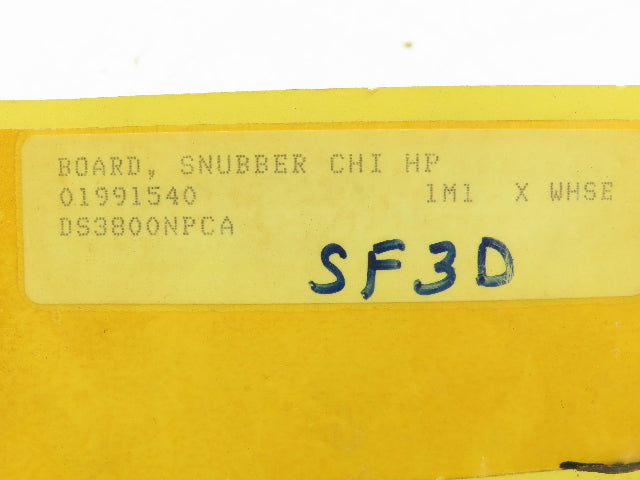 BOARD, SNUBBER CHI HP
01991540 1M1 X WHSE
DS3800NPCA
SF3D